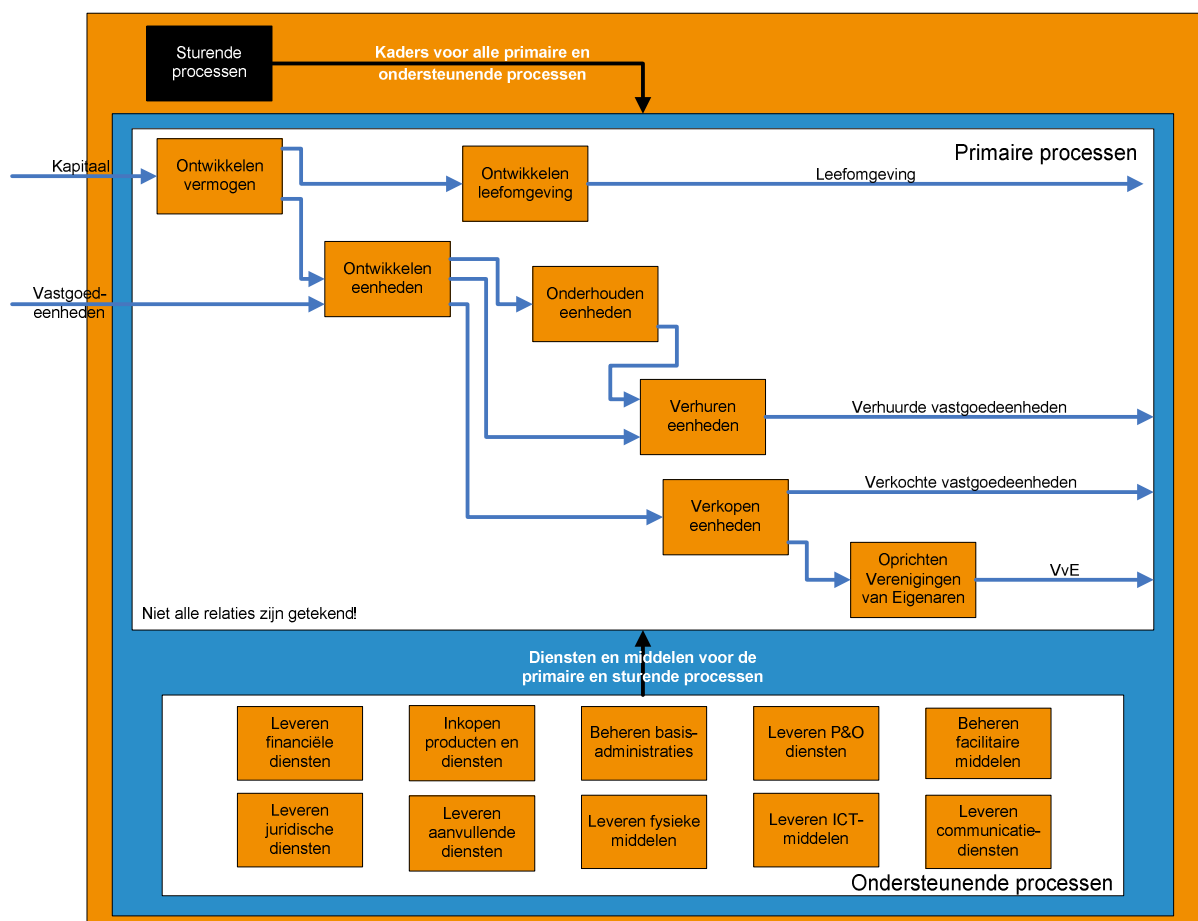 Sturende
processen
Kaders voor alle primaire en
ondersteunende processen
Primaire processen
Kapitaal
Ontwikkelen
vermogen
Ontwikkelen
leefomgeving
Leefomgeving
Vastgoed-
eenheden
Ontwikkelen
eenheden
Onderhouden
eenheden
Verhuren
eenheden
Verhuurde vastgoedeenheden
Verkopen
eenheden
Verkochte vastgoedeenheden
Oprichten
Verenigingen
van Eigenaren
VvE
Niet alle relaties zijn getekend!
Diensten en middelen voor de
primaire en sturende processen
Leveren
financiële
diensten
Inkopen
producten en
diensten
Beheren basis-
administraties
Leveren P&O
diensten
Beheren
facilitaire
middelen
Leveren
juridische
diensten
Leveren
aanvullende
diensten
Leveren fysieke
middelen
Leveren ICT-
middelen
Leveren
communicatie-
diensten
Ondersteunende processen